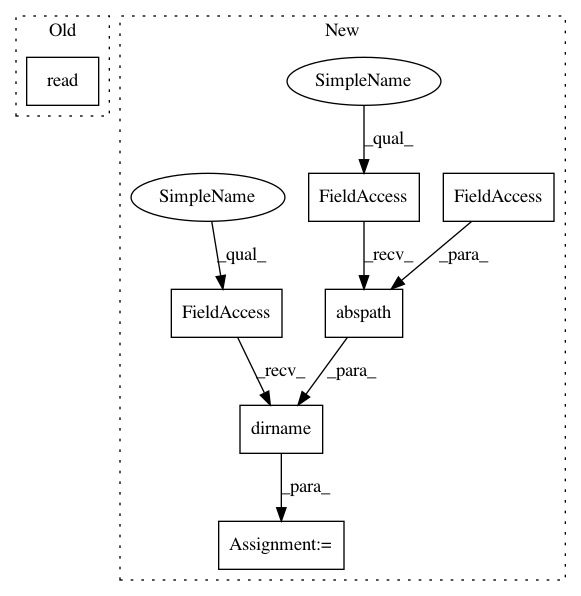 Old
New
read
SimpleName
_qual_
SimpleName
FieldAccess
FieldAccess
_qual_
_recv_
_para_
FieldAccess
abspath
_recv_
_para_
dirname
_para_
Assignment:=